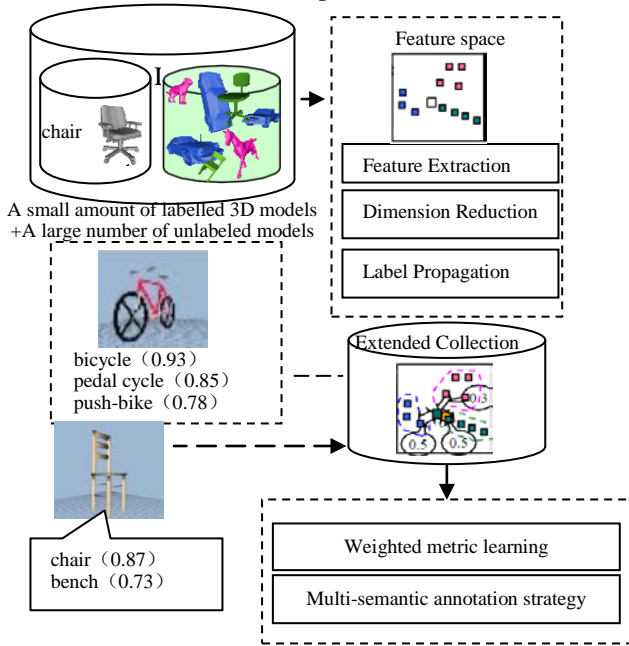 I
chair
A small amount of labelled 3D models
+A large number of unlabeled models
Feature space
Feature Extraction
Dimension Reduction
Label Propagation
bicycle（0.93）
pedal cycle（0.85）
push-bike（0.78）
Extended Collection
0.3
0.5
0.5
chair（0.87）
bench（0.73）
Weighted metric learning
Multi-semantic annotation strategy